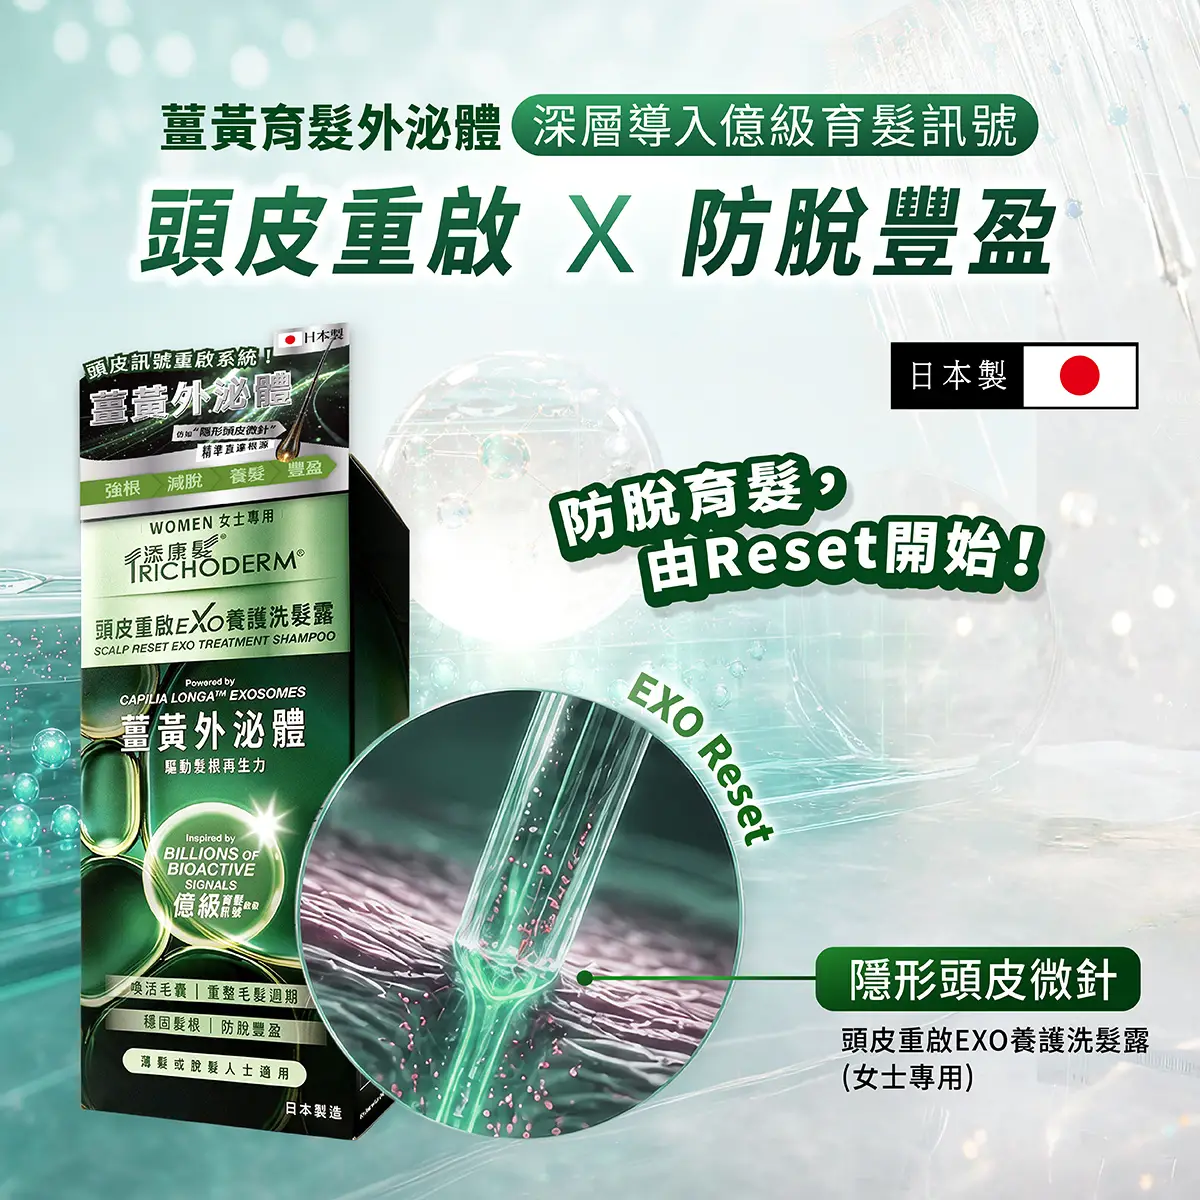 薑黃育髮外泌體 深層導入億級育髮訊號
頭皮重啟 X 防脫豐盈
日本製
防脫育髮，
由Reset開始！
日本製
頭皮訊號重啟系統！
薑黃外泌體
仿如“隱形頭皮微針”
精準直達根源
強根 減脫 養髮 豐盈
WOMEN 女士專用
添康髮®
TRICHODERM®
頭皮重啟EXO養護洗髮露
SCALP RESET EXO TREATMENT SHAMPOO
Powered by
CAPILIA LONGA™ EXOSOMES
薑黃外泌體
驅動髮根再生力
Inspired by
BILLIONS OF
BIOACTIVE
SIGNALS
億級育髮訊號啟發
喚活毛囊｜重整毛髮週期
穩固髮根｜防脫豐盈
薄髮或脫髮人士適用
日本製造
EXO Reset
隱形頭皮微針
頭皮重啟EXO養護洗髮露
(女士專用)